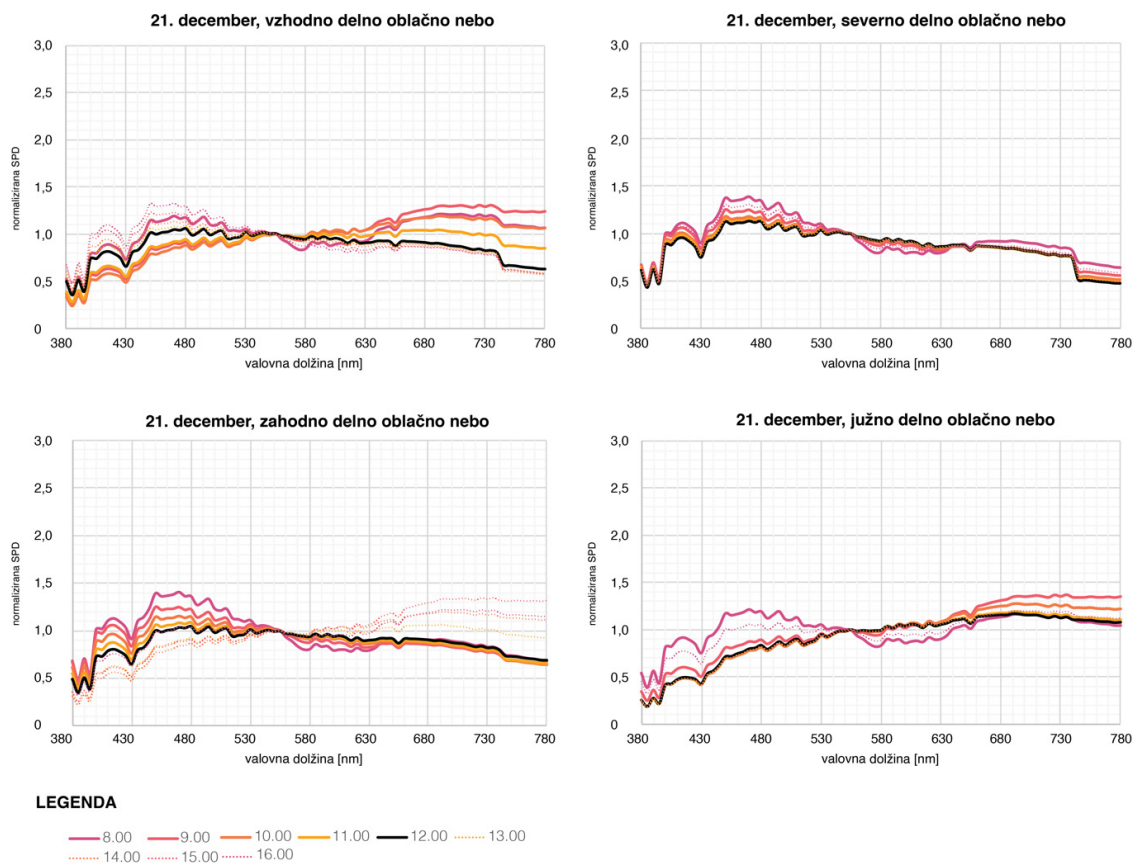 21. december, vzhodno delno oblačno nebo
3,0
2,5
2,0
1,5
1,0
0,5
0
normalizirana SPD
380 430 480 530 580 630 680 730 780
valovna dolžina [nm]
21. december, severno delno oblačno nebo
3,0
2,5
2,0
1,5
1,0
0,5
0
normalizirana SPD
380 430 480 530 580 630 680 730 780
valovna dolžina [nm]
21. december, zahodno delno oblačno nebo
3,0
2,5
2,0
1,5
1,0
0,5
0
normalizirana SPD
380 430 480 530 580 630 680 730 780
valovna dolžina [nm]
21. december, južno delno oblačno nebo
3,0
2,5
2,0
1,5
1,0
0,5
0
normalizirana SPD
380 430 480 530 580 630 680 730 780
valovna dolžina [nm]
LEGENDA
8.00 9.00 10.00 11.00 12.00 13.00
14.00 15.00 16.00